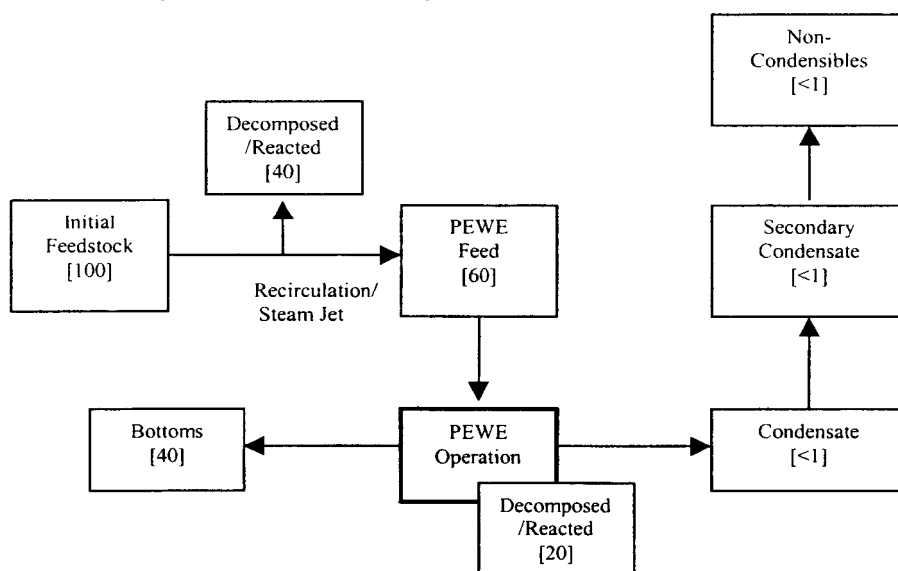 Non-
Condensibles
[<1]
Decomposed
/Reacted
[40]
Initial
Feedstock
[100]
PEWE
Feed
[60]
Secondary
Condensate
[<1]
Recirculation/
Steam Jet
Bottoms
[40]
PEWE
Operation
Condensate
[<1]
Decomposed
/Reacted
[20]